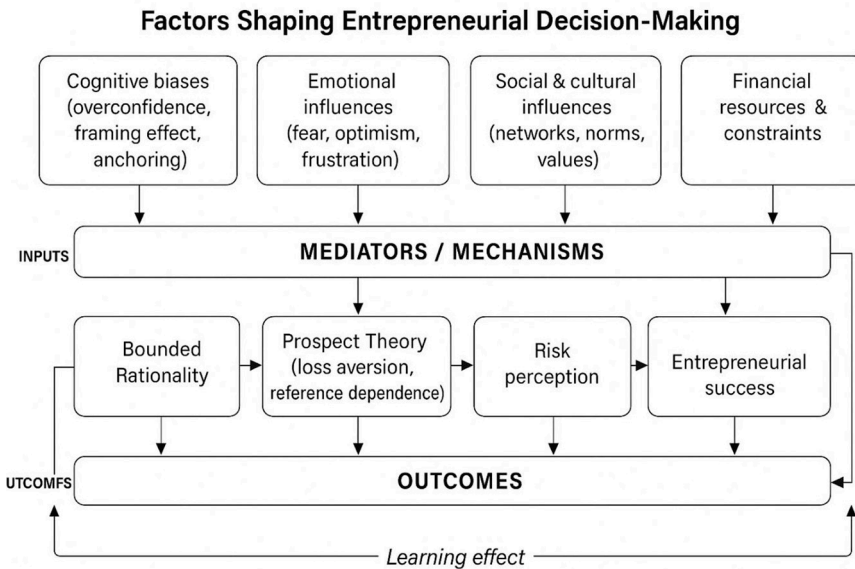 Factors Shaping Entrepreneurial Decision-Making
Cognitive biases
(overconfidence,
framing effect,
anchoring)
Emotional
influences
(fear, optimism,
frustration)
Social & cultural
influences
(networks, norms,
values)
Financial
resources &
constraints
INPUTS
MEDIATORS / MECHANISMS
Bounded
Rationality
Prospect Theory
(loss aversion,
reference dependence)
Risk
perception
Entrepreneurial
success
UTCOMFS
OUTCOMES
Learning effect